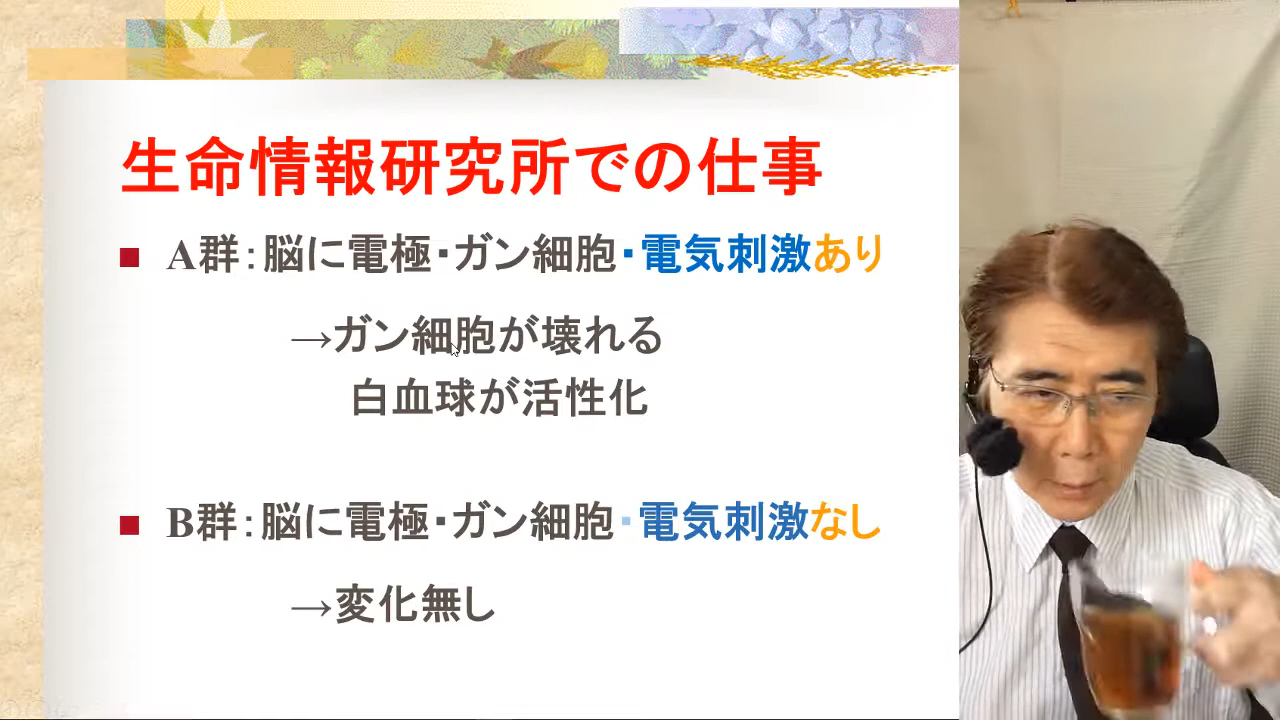 生命情報研究所での仕事
A群：脳に電極・ガン細胞・電気刺激あり
→ガン細胞が壊れる
白血球が活性化
B群：脳に電極・ガン細胞・電気刺激なし
→変化無し